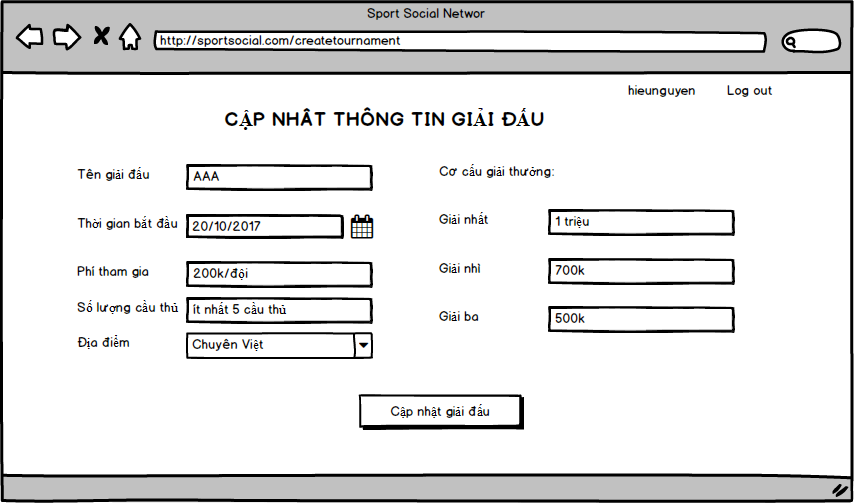 Sport Social Networ
http://sportsocial.com/createtournament
hieunguyen
Log out
CẬP NHÂT THÔNG TIN GIẢI ĐẤU
Tên giải đấu
AAA
Thời gian bắt đầu
20/10/2017
Phí tham gia
200k/đội
Số lượng cầu thủ
ít nhất 5 cầu thủ
Địa điểm
Chuyên Việt
Cơ cấu giải thưởng:
Giải nhất
1 triệu
Giải nhì
700k
Giải ba
500k
Cập nhật giải đấu